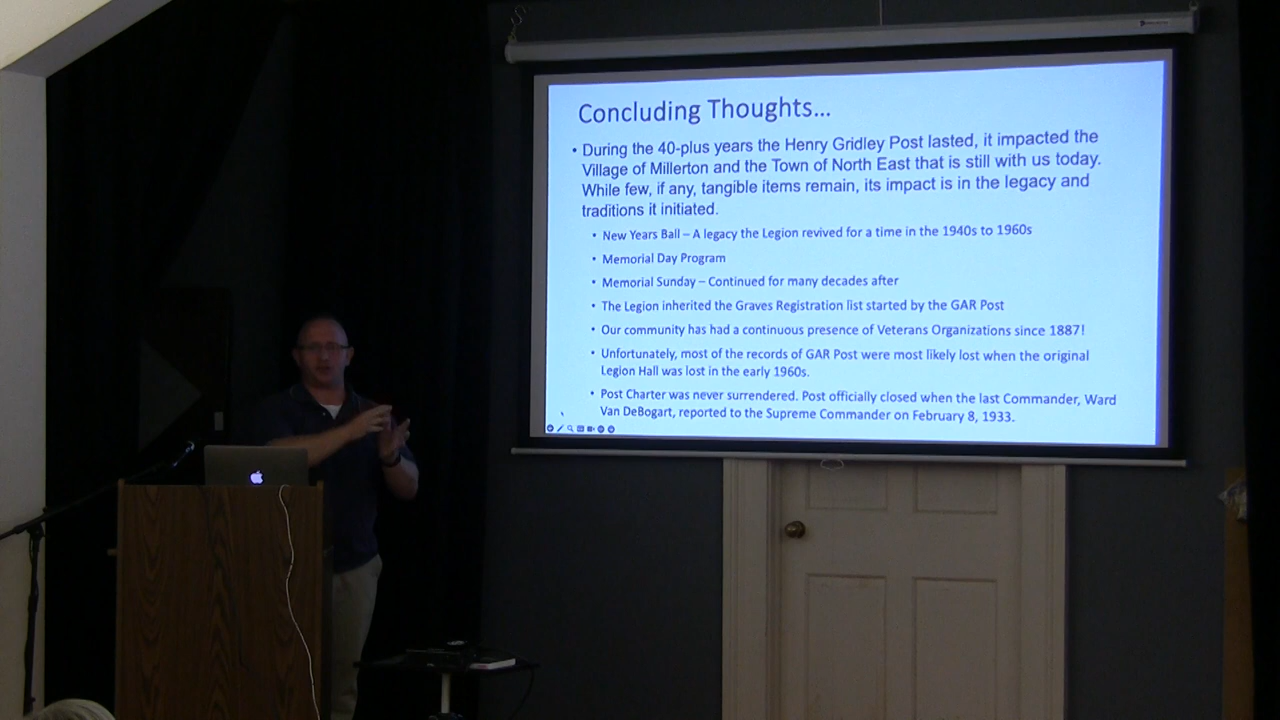 Concluding Thoughts...
• During the 40-plus years the Henry Gridley Post lasted, it impacted the
Village of Millerton and the Town of North East that is still with us today.
While few, if any, tangible items remain, its impact is in the legacy and
traditions it initiated.
• New Years Ball – A legacy the Legion revived for a time in the 1940s to 1960s
• Memorial Day Program
• Memorial Sunday – Continued for many decades after
• The Legion inherited the Graves Registration list started by the GAR Post
• Our community has had a continuous presence of Veterans Organizations since 1887!
• Unfortunately, most of the records of GAR Post were most likely lost when the original
Legion Hall was lost in the early 1960s.
• Post Charter was never surrendered. Post officially closed when the last Commander, Ward
Van DeBogart, reported to the Supreme Commander on February 8, 1933.